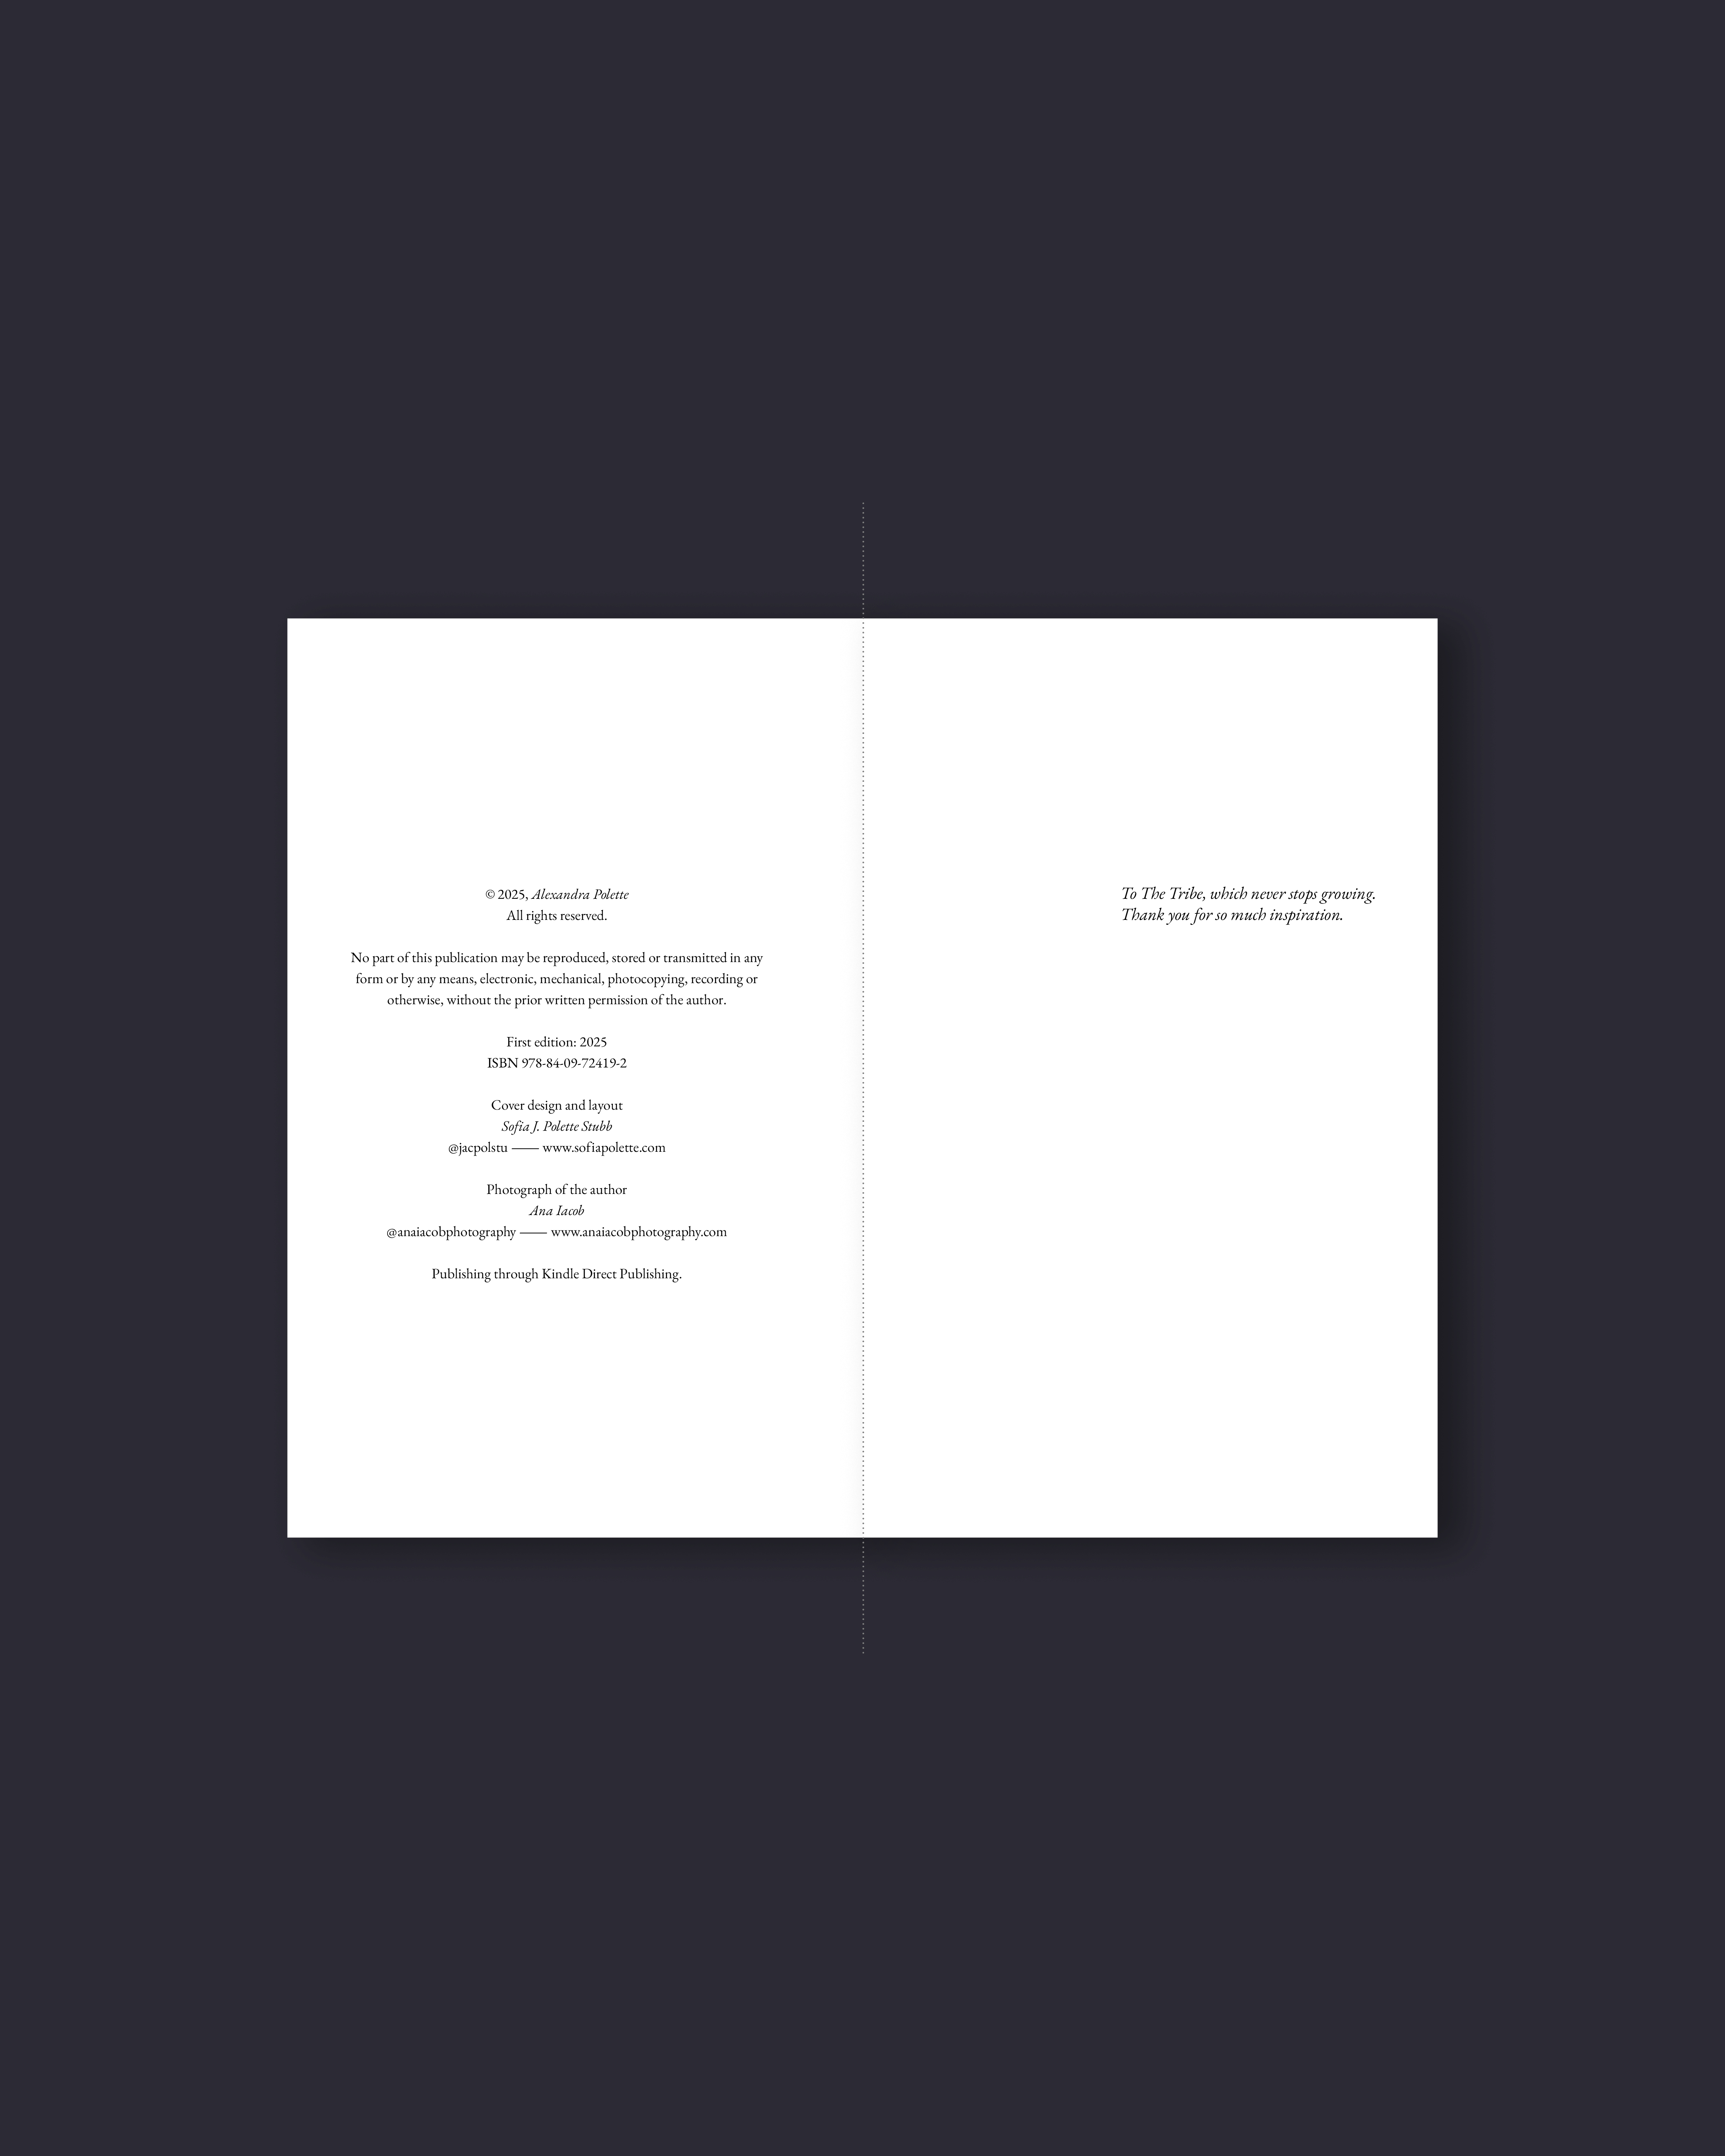 © 2025, Alexandra Polette
All rights reserved.
No part of this publication may be reproduced, stored or transmitted in any
form or by any means, electronic, mechanical, photocopying, recording or
otherwise, without the prior written permission of the author.
First edition: 2025
ISBN 978-84-09-72419-2
Cover design and layout
Sofia J. Polette Stubb
@jacpolstu —— www.sofiapolette.com
Photograph of the author
Ana Iacob
@anaiacobphotography —— www.anaiacobphotography.com
Publishing through Kindle Direct Publishing.
To The Tribe, which never stops growing.
Thank you for so much inspiration.